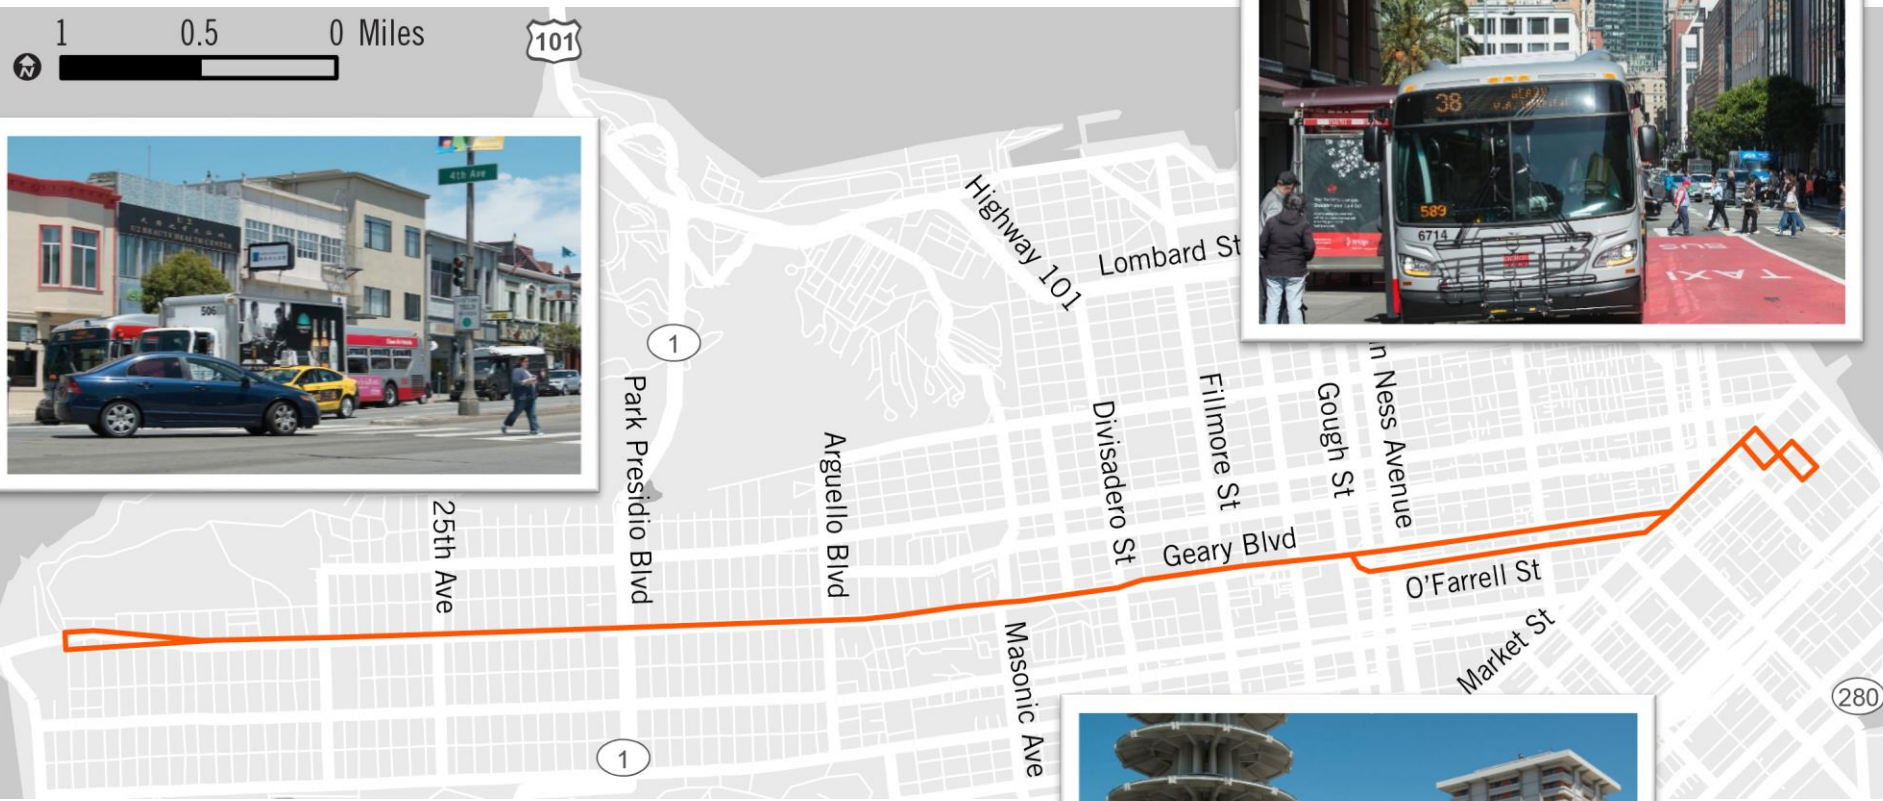 1 0.5 0 Miles
N
101
4th Ave
506
38 GEARY
589
6714
BUS
TAXI
Highway 101
Lombard St
1
n Ness Avenue
Park Presidio Blvd
Arguello Blvd
Divisadero St
Fillmore St
Gough St
25th Ave
Geary Blvd
O'Farrell St
Masonic Ave
Market St
280
1